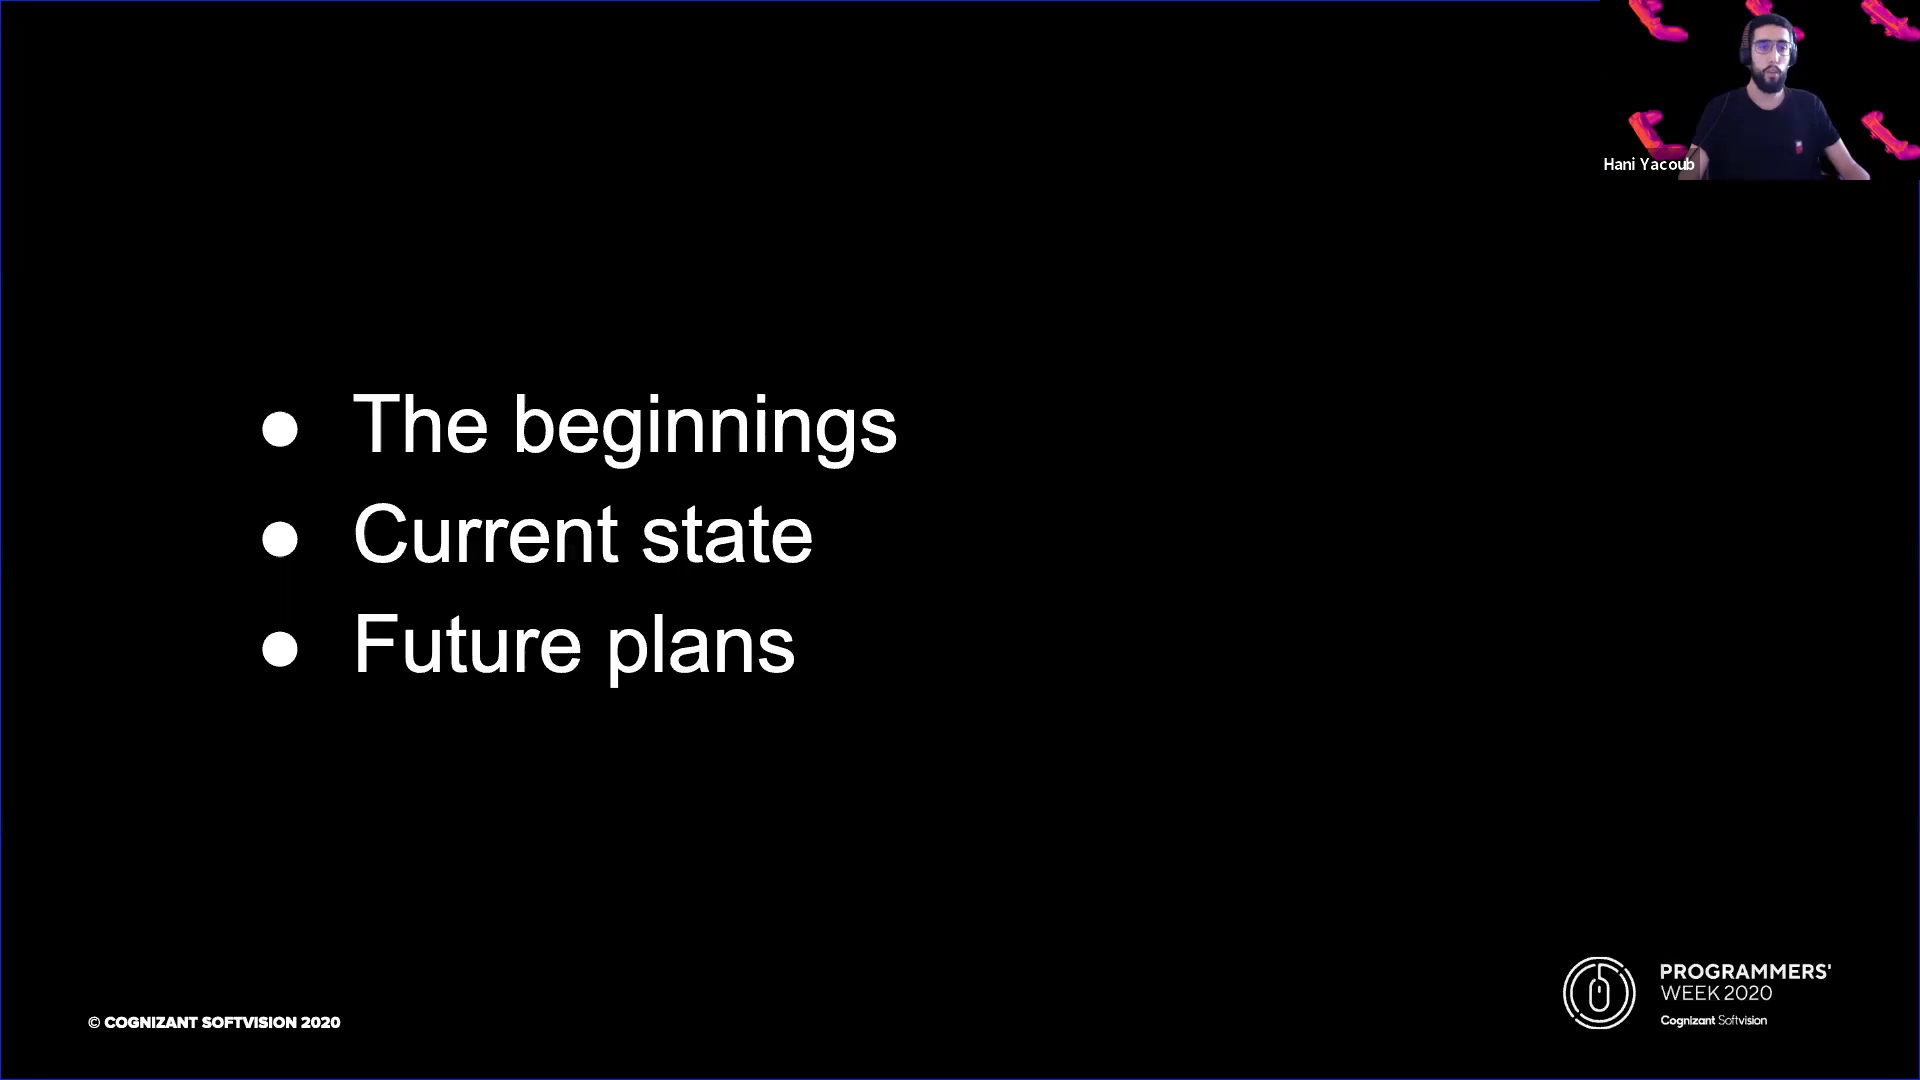 Hani Yacoub
● The beginnings
● Current state
● Future plans
© COGNIZANT SOFTVISION 2020
PROGRAMMERS'
WEEK 2020
Cognizant Softvision